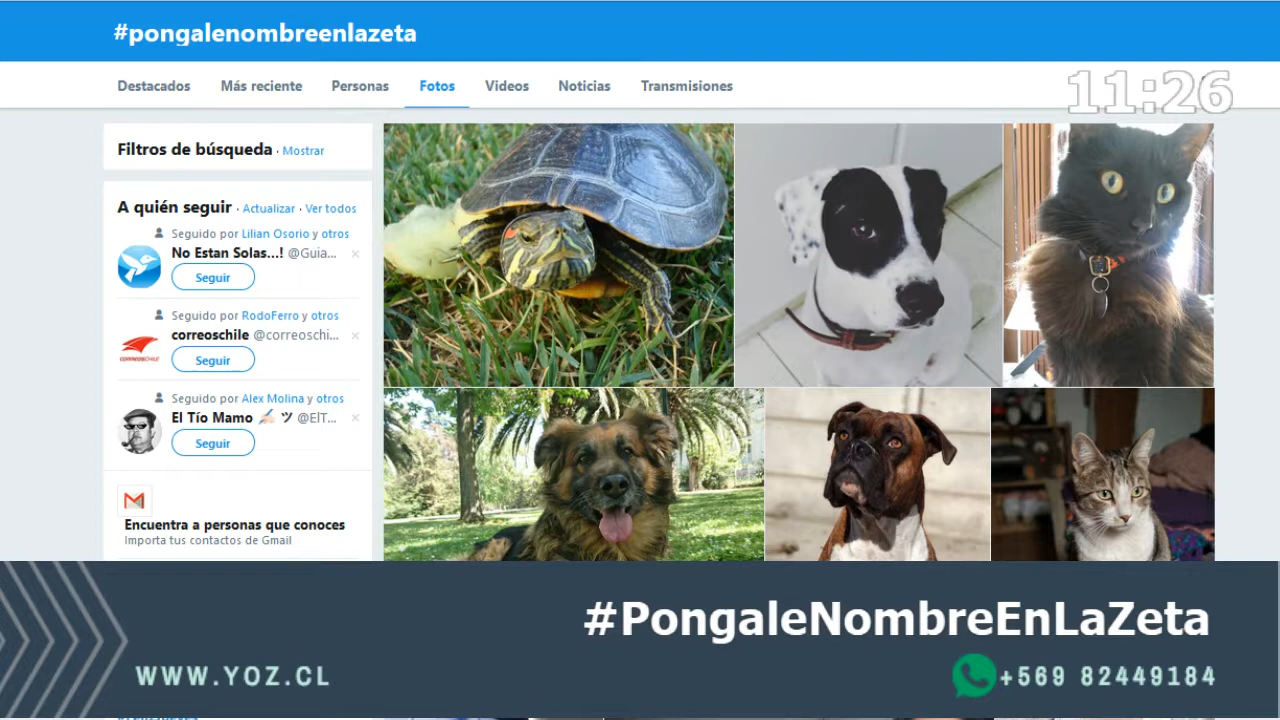 #pongalenombreenlazeta
Destacados Más reciente Personas Fotos Videos Noticias Transmisiones
11:26
Filtros de búsqueda · Mostrar
A quién seguir · Actualizar · Ver todos
Seguido por Lilian Osorio y otros
No Estan Solas...! @Guia...
Seguir
Seguido por RodoFerro y otros
correoschile @correoschi...
CORREOSCHILE
Seguir
Seguido por Alex Molina y otros
El Tío Mamo ✍🏻 ツ @ElT...
Seguir
Encuentra a personas que conoces
Importa tus contactos de Gmail
#PongaleNombreEnLaZeta
WWW.YOZ.CL
+569 82449184